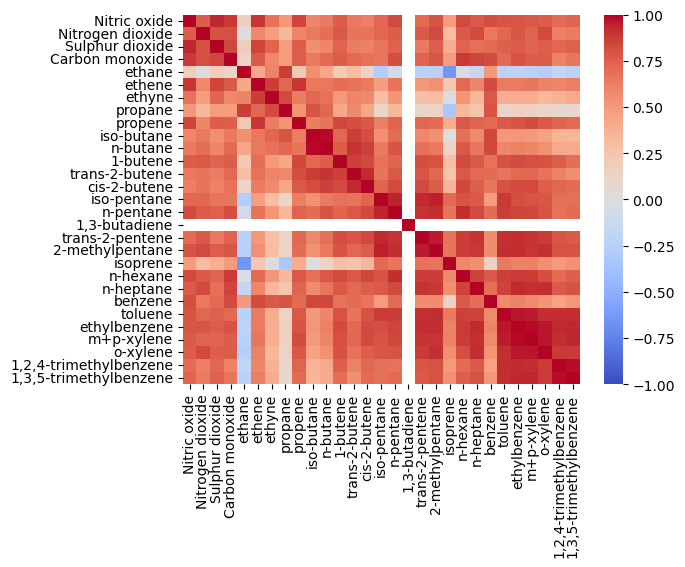 Nitric oxide
Nitrogen dioxide
Sulphur dioxide
Carbon monoxide
ethane
ethene
ethyne
propane
propene
iso-butane
n-butane
1-butene
trans-2-butene
cis-2-butene
iso-pentane
n-pentane
1,3-butadiene
trans-2-pentene
2-methylpentane
isoprene
n-hexane
n-heptane
benzene
toluene
ethylbenzene
m+p-xylene
o-xylene
1,2,4-trimethylbenzene
1,3,5-trimethylbenzene
Nitric oxide
Nitrogen dioxide
Sulphur dioxide
Carbon monoxide
ethane
ethene
ethyne
propane
propene
iso-butane
n-butane
1-butene
trans-2-butene
cis-2-butene
iso-pentane
n-pentane
1,3-butadiene
trans-2-pentene
2-methylpentane
isoprene
n-hexane
n-heptane
benzene
toluene
ethylbenzene
m+p-xylene
o-xylene
1,2,4-trimethylbenzene
1,3,5-trimethylbenzene
1.00
0.75
0.50
0.25
0.00
−0.25
−0.50
−0.75
−1.00